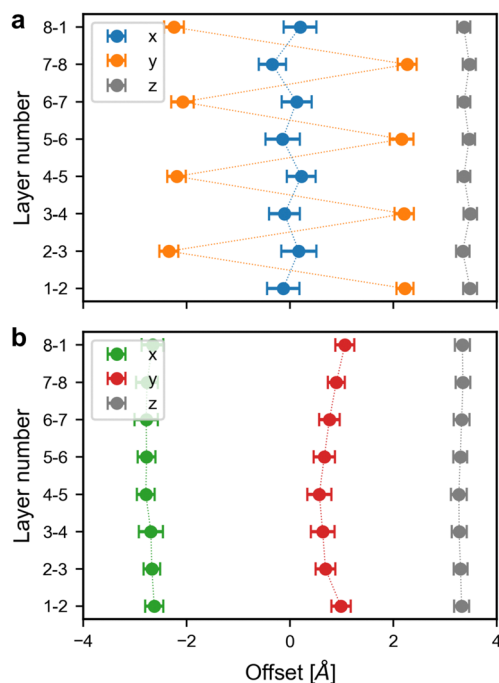 a
8-1
7-8
6-7
5-6
4-5
3-4
2-3
1-2
Layer number
x
y
z
b
8-1
7-8
6-7
5-6
4-5
3-4
2-3
1-2
Layer number
x
y
z
−4
−2
0
2
4
Offset [Å]